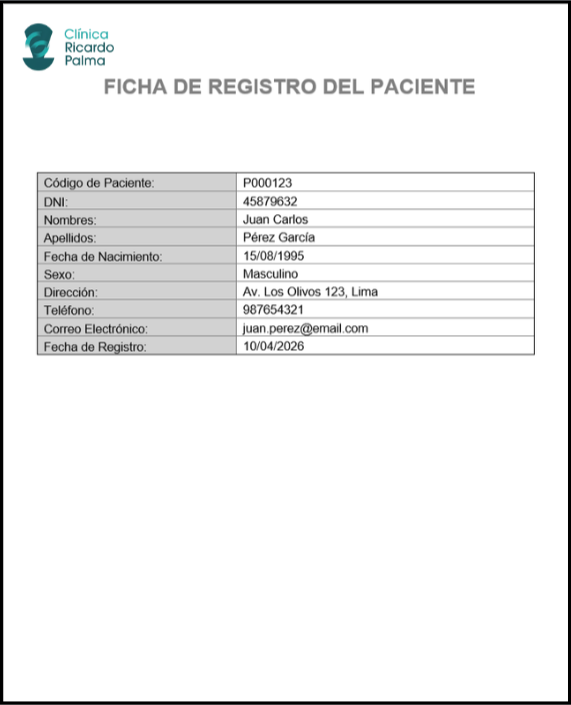 Clínica
Ricardo
Palma
FICHA DE REGISTRO DEL PACIENTE
Código de Paciente: P000123
DNI: 45879632
Nombres: Juan Carlos
Apellidos: Pérez García
Fecha de Nacimiento: 15/08/1995
Sexo: Masculino
Dirección: Av. Los Olivos 123, Lima
Teléfono: 987654321
Correo Electrónico: juan.perez@email.com
Fecha de Registro: 10/04/2026